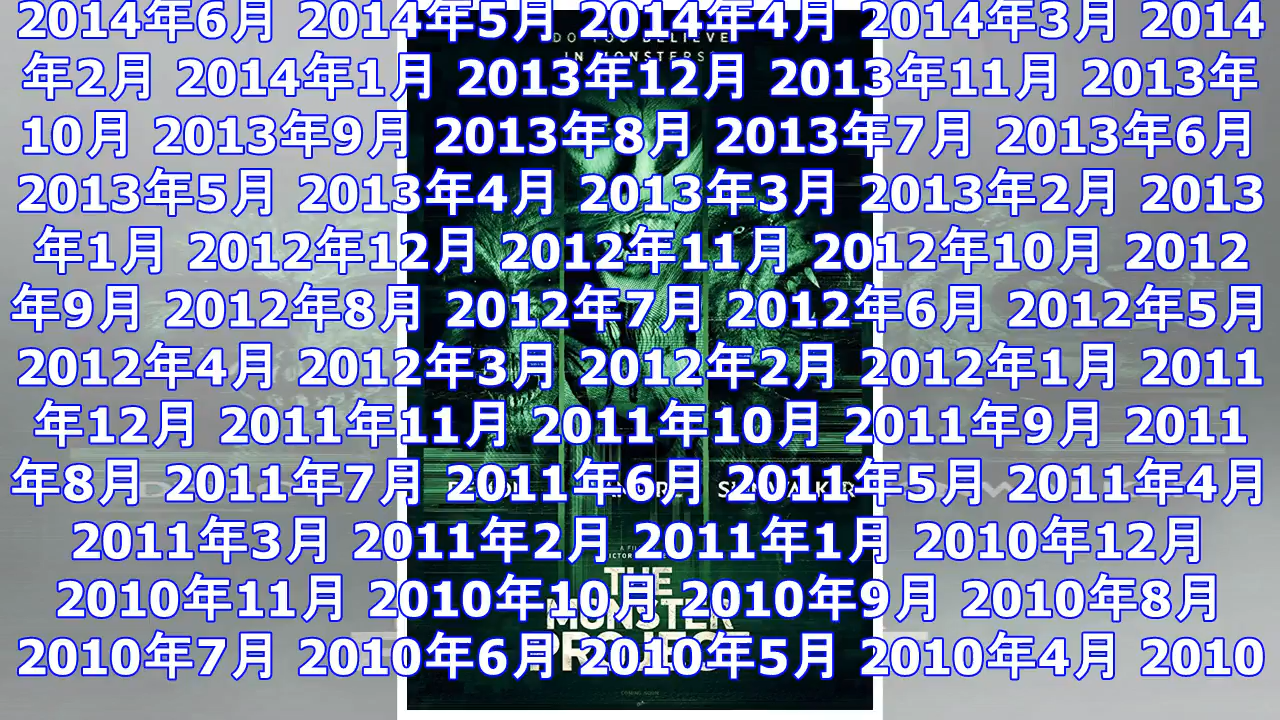 2014年6月 2014年5月 2014年4月 2014年3月 2014
年2月 2014年1月 2013年12月 2013年11月 2013年
10月 2013年9月 2013年8月 2013年7月 2013年6月
2013年5月 2013年4月 2013年3月 2013年2月 2013
年1月 2012年12月 2012年11月 2012年10月 2012
年9月 2012年8月 2012年7月 2012年6月 2012年5月
2012年4月 2012年3月 2012年2月 2012年1月 2011
年12月 2011年11月 2011年10月 2011年9月 2011
年8月 2011年7月 2011年6月 2011年5月 2011年4月
2011年3月 2011年2月 2011年1月 2010年12月
2010年11月 2010年10月 2010年9月 2010年8月
2010年7月 2010年6月 2010年5月 2010年4月 2010
DO YOU BELIEVE
IN MONSTERS?
THE
MONSTER
PROJECT
COMING SOON